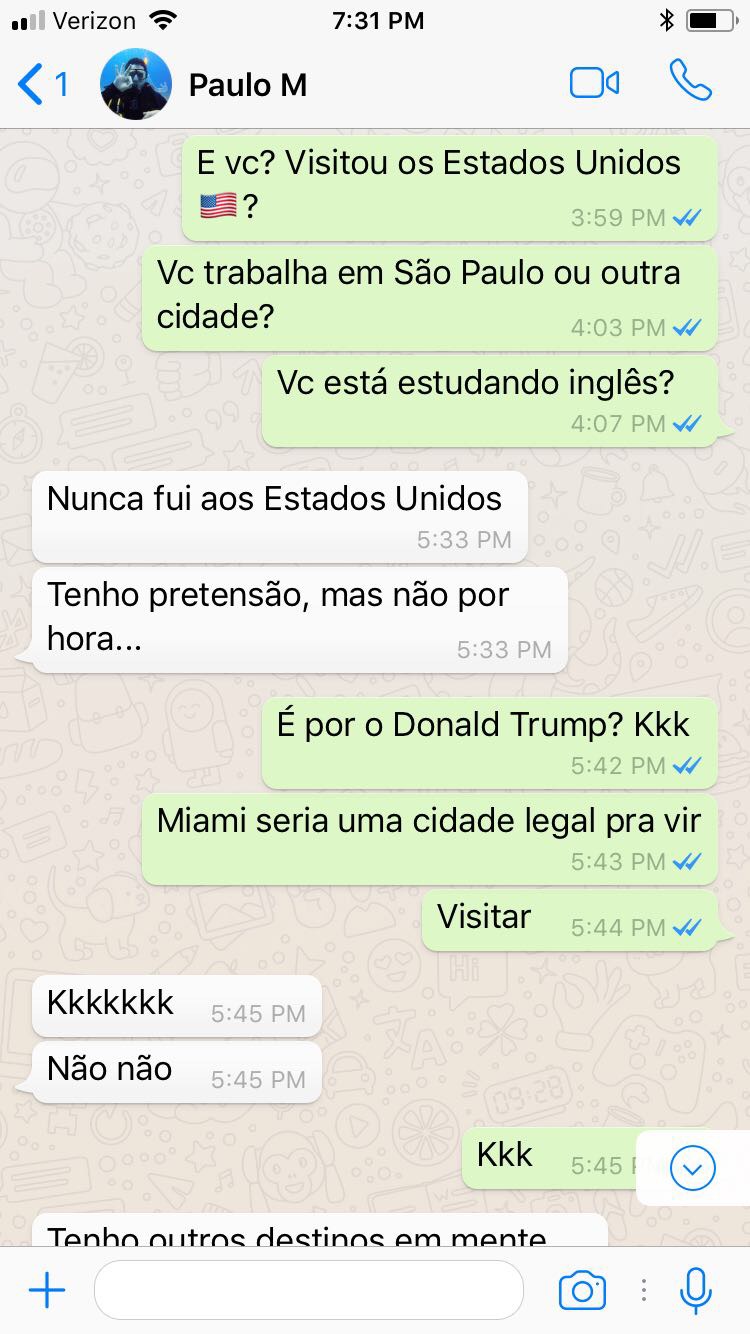 Verizon 7:31 PM
1 Paulo M
E vc? Visitou os Estados Unidos
🇺🇸?
3:59 PM
Vc trabalha em São Paulo ou outra
cidade?
4:03 PM
Vc está estudando inglês?
4:07 PM
Nunca fui aos Estados Unidos
5:33 PM
Tenho pretensão, mas não por
hora...
5:33 PM
É por o Donald Trump? Kkk
5:42 PM
Miami seria uma cidade legal pra vir
5:43 PM
Visitar 5:44 PM
Kkkkkkk 5:45 PM
Não não 5:45 PM
Kkk 5:45
Tenho outros destinos em mente